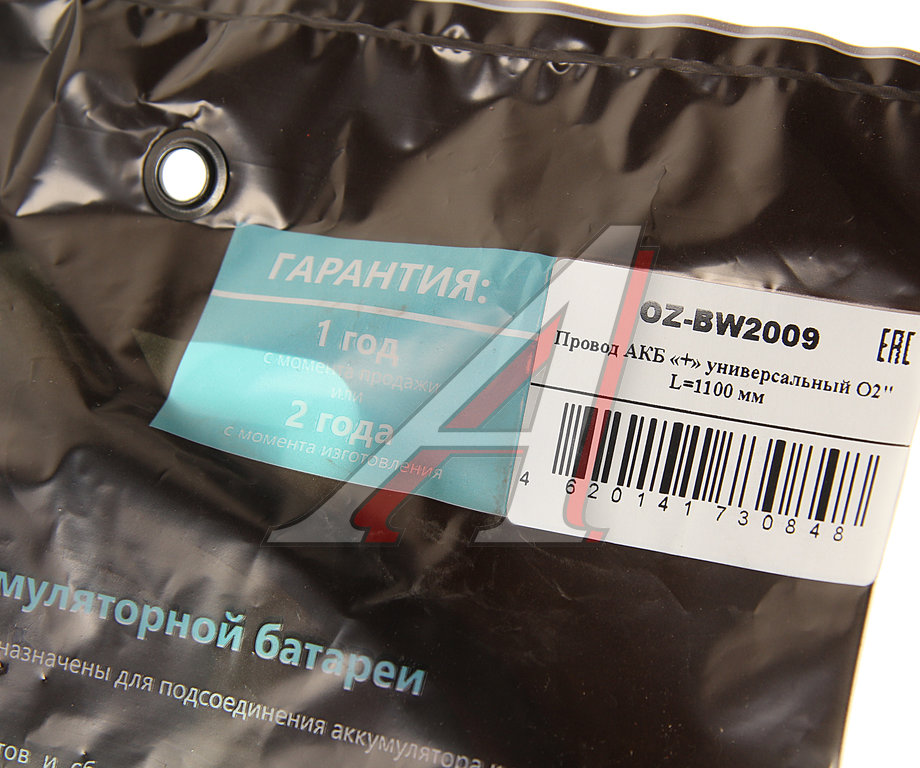 ГАРАНТИЯ:
1 год
с момента продажи
или
2 года
с момента изготовления
OZ-BW2009
EAC
Провод АКБ «+» универсальный О2"
L=1100 мм
4 620141 730848
муляторной батареи
назначены для подсоединения аккумулятора
тов и